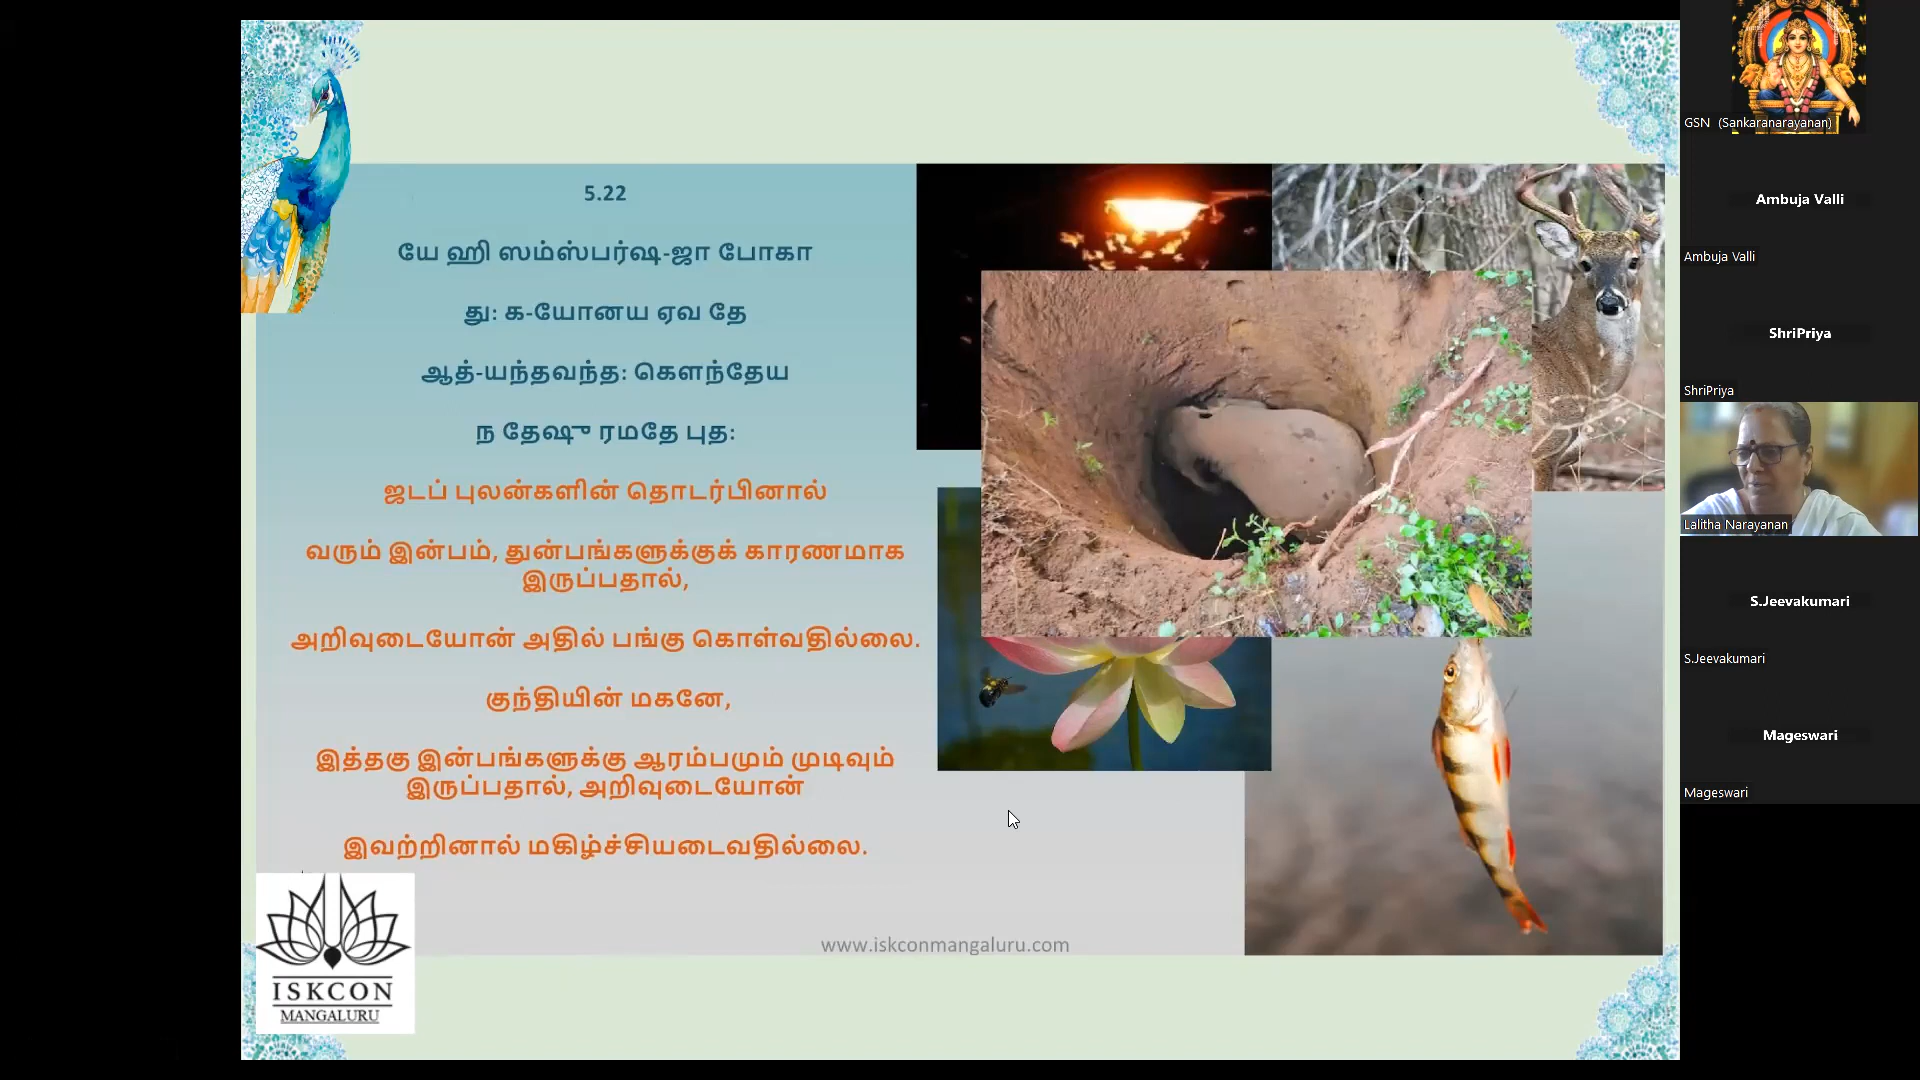 5.22
யே ஹி ஸம்ஸ்பர்ஷ-ஜா போகா
து: க-யோனய ஏவ தே
ஆத்-யந்தவந்த: கௌந்தேய
ந தேஷு ரமதே புத:
ஜடப் புலன்களின் தொடர்பினால்
வரும் இன்பம், துன்பங்களுக்குக் காரணமாக
இருப்பதால்,
அறிவுடையோன் அதில் பங்கு கொள்வதில்லை.
குந்தியின் மகனே,
இத்தகு இன்பங்களுக்கு ஆரம்பமும் முடிவும்
இருப்பதால், அறிவுடையோன்
இவற்றினால் மகிழ்ச்சியடைவதில்லை.
www.iskconmangaluru.com
ISKCON
MANGALURU
GSN (Sankaranarayanan)
Ambuja Valli
Ambuja Valli
ShriPriya
ShriPriya
Lalitha Narayanan
S.Jeevakumari
S.Jeevakumari
Mageswari
Mageswari